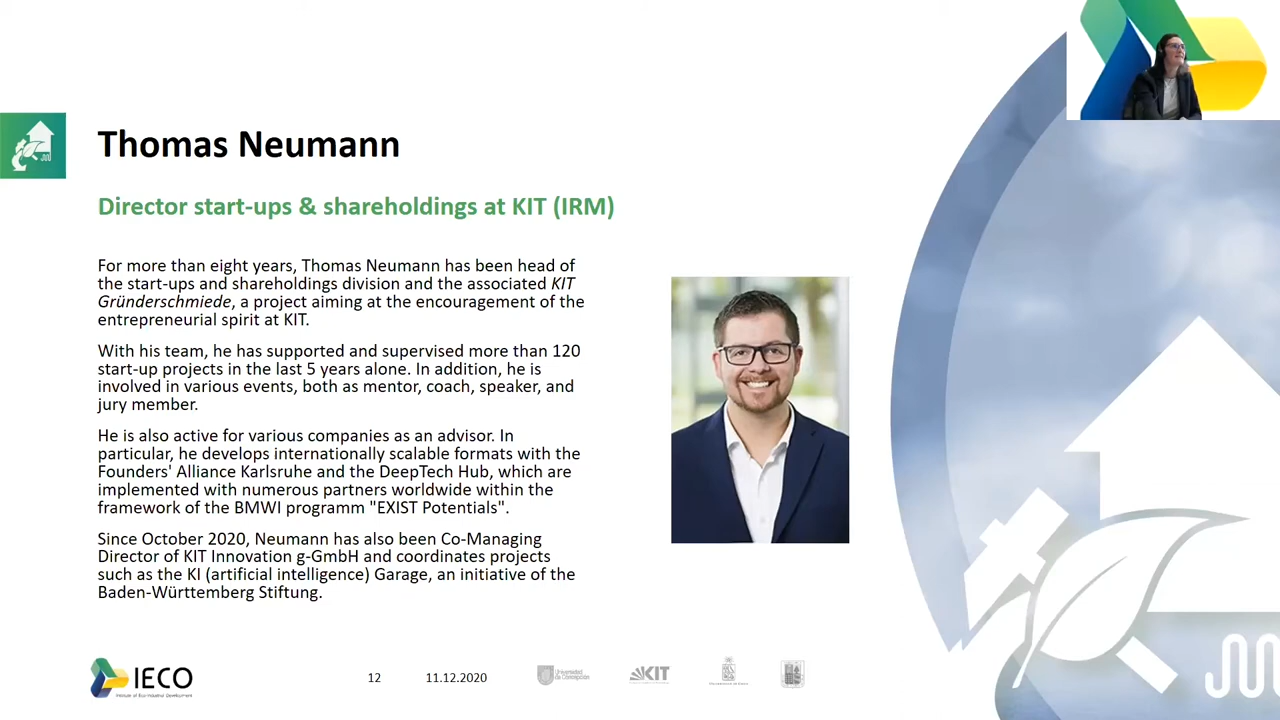 Thomas Neumann
Director start-ups & shareholdings at KIT (IRM)
For more than eight years, Thomas Neumann has been head of
the start-ups and shareholdings division and the associated KIT
Gründerschmiede, a project aiming at the encouragement of the
entrepreneurial spirit at KIT.
With his team, he has supported and supervised more than 120
start-up projects in the last 5 years alone. In addition, he is
involved in various events, both as mentor, coach, speaker, and
jury member.
He is also active for various companies as an advisor. In
particular, he develops internationally scalable formats with the
Founders' Alliance Karlsruhe and the DeepTech Hub, which are
implemented with numerous partners worldwide within the
framework of the BMWI programm "EXIST Potentials".
Since October 2020, Neumann has also been Co-Managing
Director of KIT Innovation g-GmbH and coordinates projects
such as the KI (artificial intelligence) Garage, an initiative of the
Baden-Württemberg Stiftung.
IECO
Institute of Eco-Industrial Development
12
11.12.2020
Universidad
de Concepción
KIT